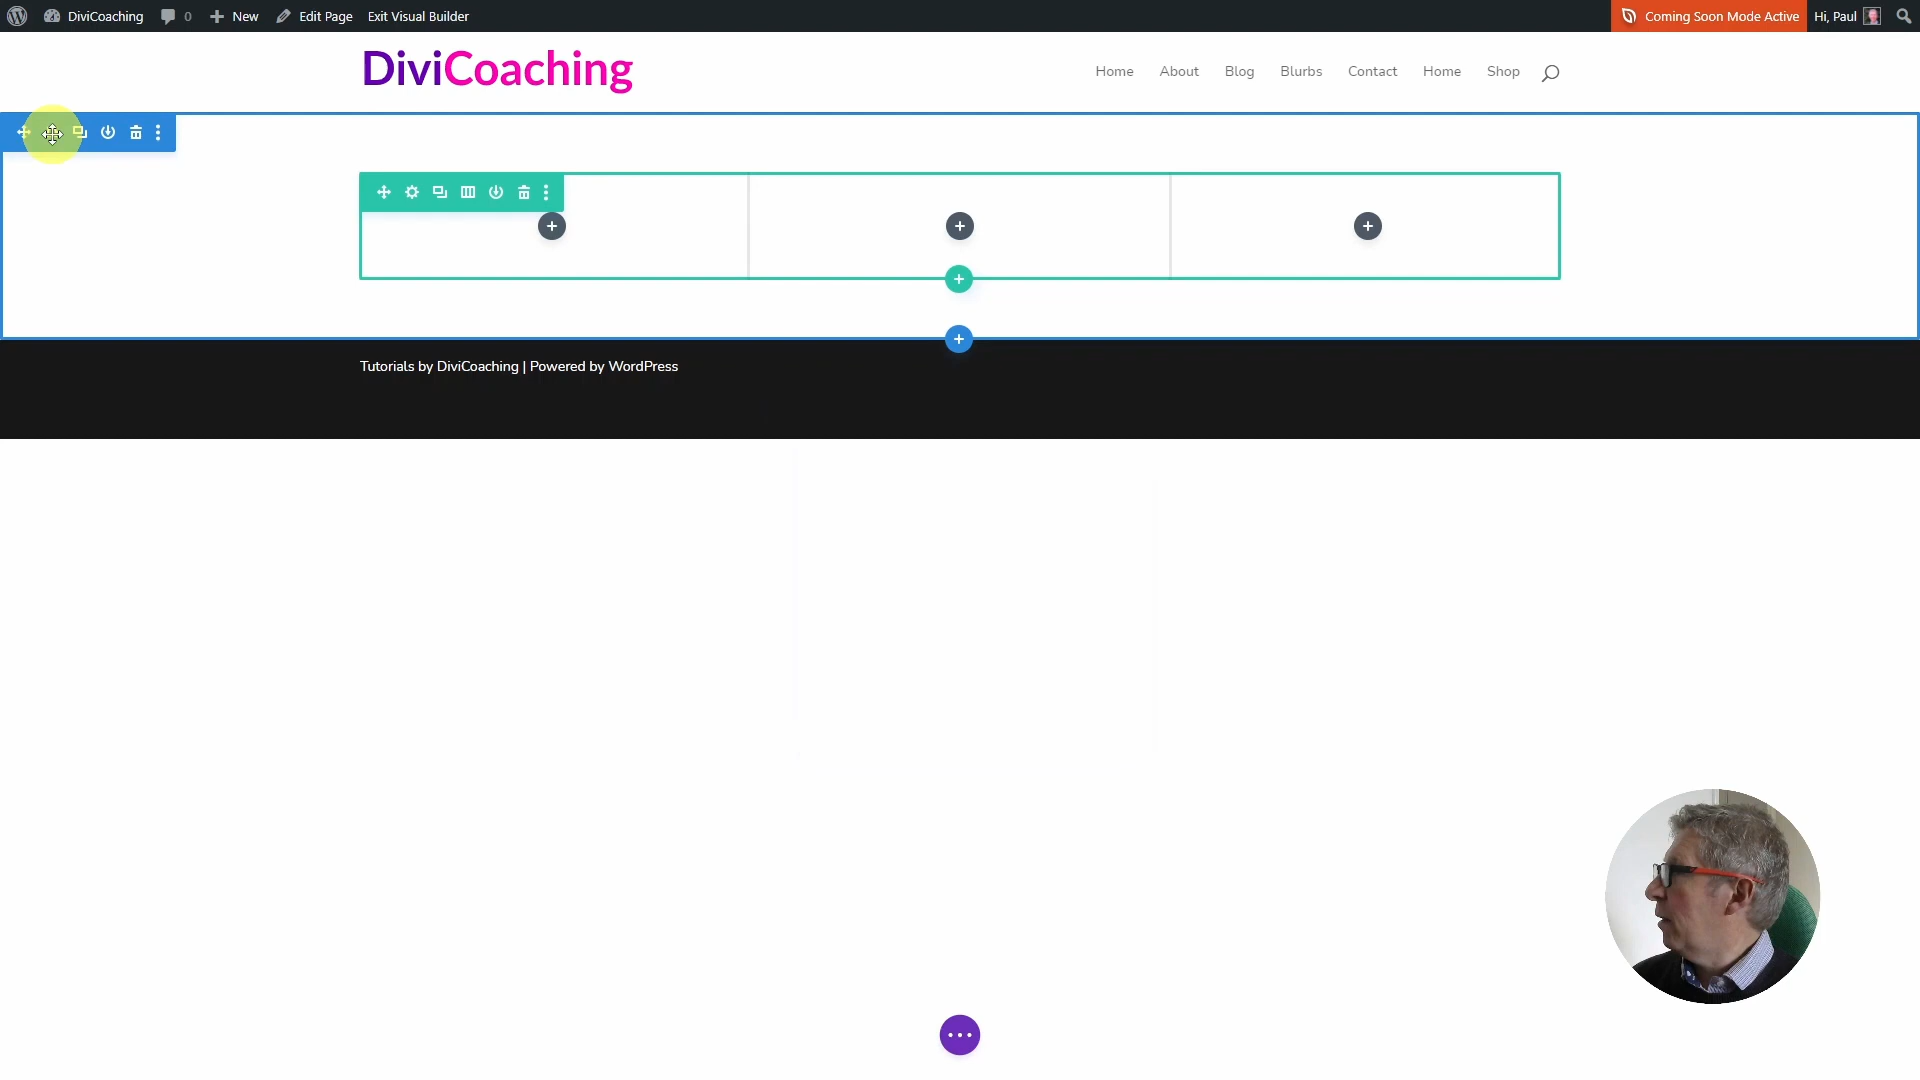 DiviCoaching 0 New Edit Page Exit Visual Builder Coming Soon Mode Active Hi, Paul
DiviCoaching
Home About Blog Blurbs Contact Home Shop
Tutorials by DiviCoaching | Powered by WordPress